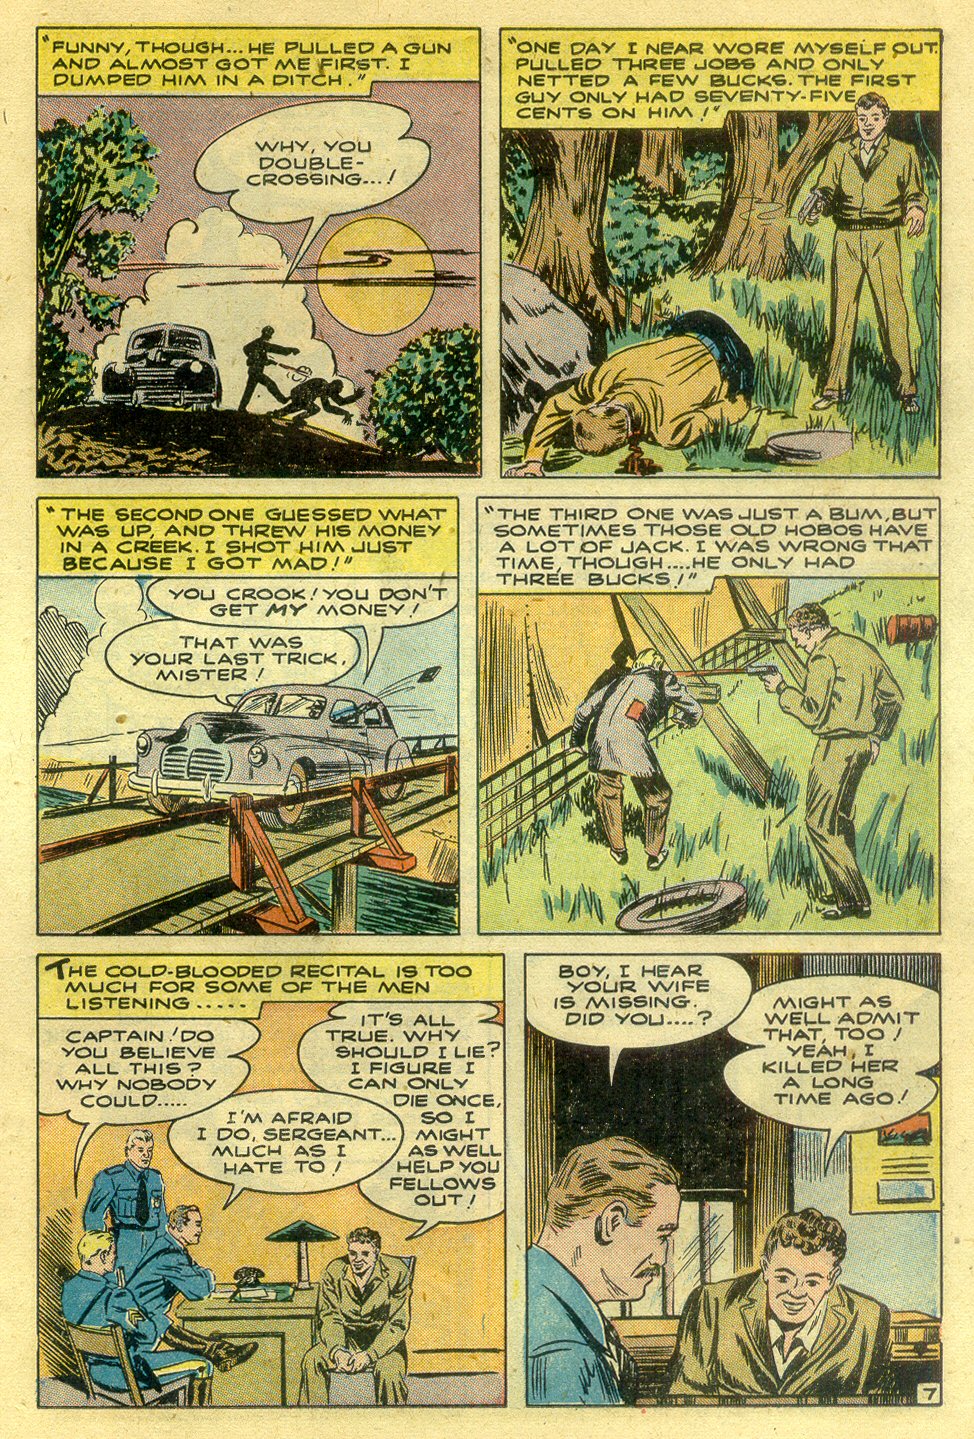 "FUNNY, THOUGH... HE PULLED A GUN
AND ALMOST GOT ME FIRST. I
DUMPED HIM IN A DITCH."
WHY, YOU
DOUBLE-
CROSSING...!
"ONE DAY I NEAR WORE MYSELF OUT.
PULLED THREE JOBS AND ONLY
NETTED A FEW BUCKS. THE FIRST
GUY ONLY HAD SEVENTY-FIVE
CENTS ON HIM!"
"THE SECOND ONE GUESSED WHAT
WAS UP, AND THREW HIS MONEY
IN A CREEK. I SHOT HIM JUST
BECAUSE I GOT MAD!"
YOU CROOK! YOU DON'T
GET MY MONEY!
THAT WAS
YOUR LAST TRICK,
MISTER!
"THE THIRD ONE WAS JUST A BUM, BUT
SOMETIMES THOSE OLD HOBOS HAVE
A LOT OF JACK. I WAS WRONG THAT
TIME, THOUGH....HE ONLY HAD
THREE BUCKS!"
THE COLD-BLOODED RECITAL IS TOO
MUCH FOR SOME OF THE MEN
LISTENING.....
CAPTAIN! DO
YOU BELIEVE
ALL THIS?
WHY NOBODY
COULD.....
I'M AFRAID
I DO, SERGEANT...
MUCH AS I
HATE TO!
IT'S ALL
TRUE. WHY
SHOULD I LIE?
I FIGURE I
CAN ONLY
DIE ONCE,
SO I
MIGHT
AS WELL
HELP YOU
FELLOWS
OUT!
BOY, I HEAR
YOUR WIFE
IS MISSING.
DID YOU....?
MIGHT AS
WELL ADMIT
THAT, TOO!
YEAH, I
KILLED HER
A LONG
TIME AGO!
7